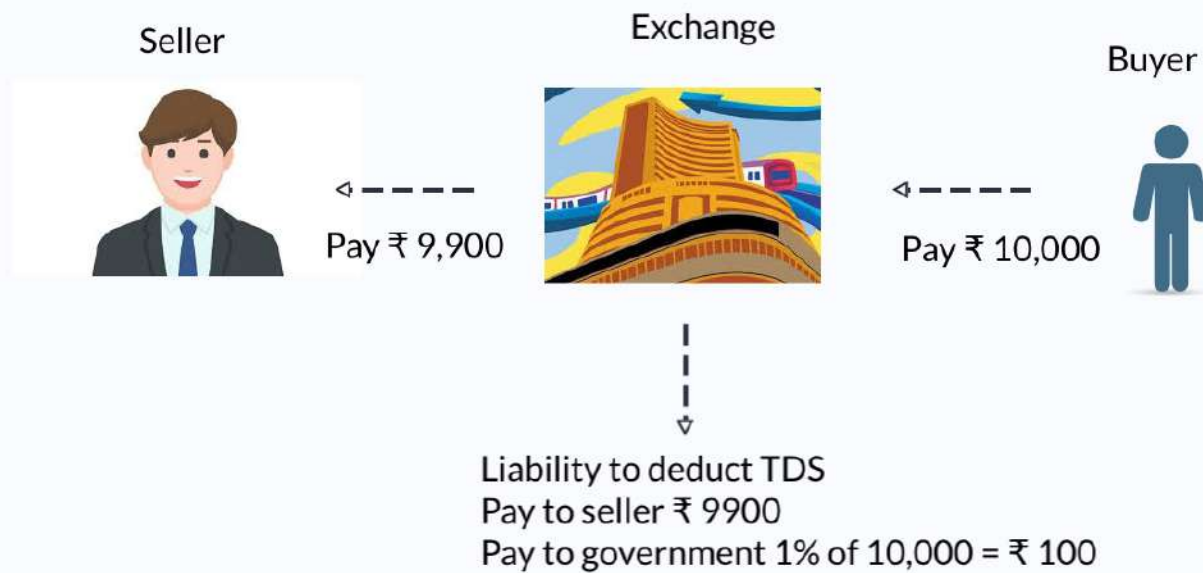 Seller
Exchange
Buyer
Pay ₹ 9,900
Pay ₹ 10,000
Liability to deduct TDS
Pay to seller ₹ 9900
Pay to government 1% of 10,000 = ₹ 100